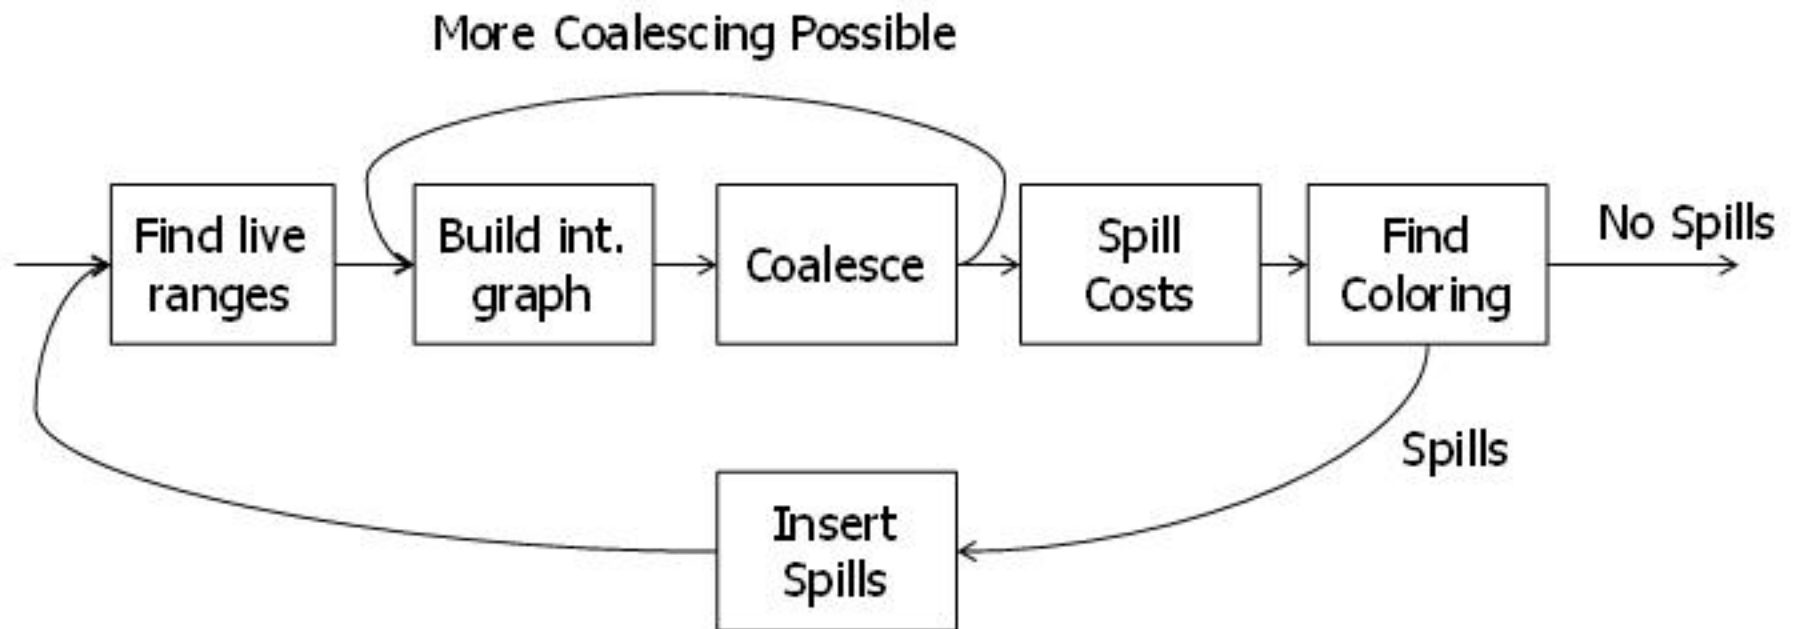 More Coalescing Possible
Find live
ranges
Build int.
graph
Coalesce
Spill
Costs
Find
Coloring
No Spills
Spills
Insert
Spills